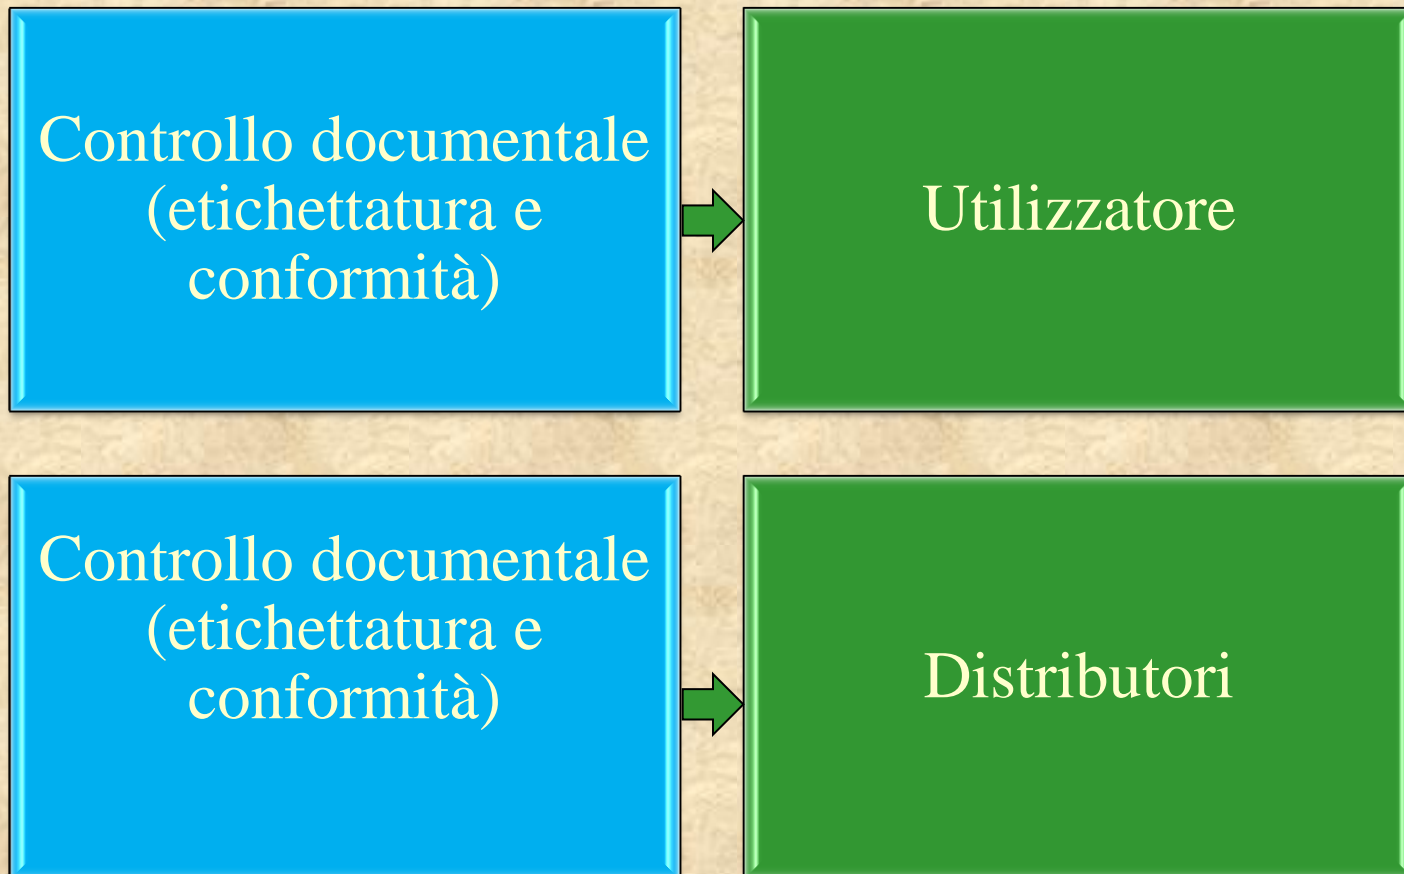 Controllo documentale
(etichettatura e
conformità)
Utilizzatore
Controllo documentale
(etichettatura e
conformità)
Distributori